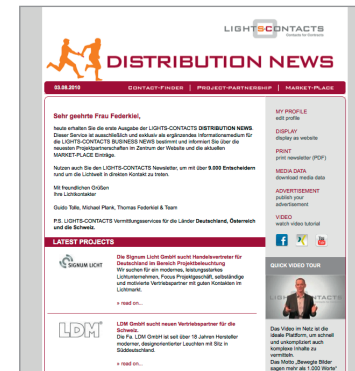 LIGHTSCONTACTS
Contacts for Contracts
DISTRIBUTION NEWS
03.08.2010 CONTACT-FINDER | PROJECT-PARTNERSHIP | MARKET-PLACE
Sehr geehrte Frau Federkiel,
heute erhalten Sie die erste Ausgabe der LIGHTS-CONTACTS DISTRIBUTION NEWS.
Dieser Service ist ausschließlich und exklusiv als ergänzendes Informationsmedium für
die LIGHTS-CONTACTS BUSINESS NEWS bestimmt und informiert Sie über die
neuesten Projektpartnerschaften im Zentrum der Website und die aktuellen
MARKET-PLACE Einträge.
Nutzen auch Sie den LIGHTS-CONTACTS Newsletter, um mit über 9.000 Entscheidern
rund um die Lichtwelt in direkten Kontakt zu treten.
Mit freundlichen Grüßen
Ihre Lichtkontakter
Guido Tolle, Michael Plank, Thomas Federkiel & Team
P.S. LIGHTS-CONTACTS Vermittlungsservices für die Länder Deutschland, Österreich
und die Schweiz.
LATEST PROJECTS
SIGNUM LICHT
Die Signum Licht GmbH sucht Handelsvertreter für
Deutschland im Bereich Projektbeleuchtung
Wir suchen für ein modernes, leistungsstarkes
Lichtunternehmen, Focus Projektgeschäft, selbständige
und motivierte Vertriebspartner mit guten Kontakten im
Lichtmarkt.
» read on...
LDM
LDM GmbH sucht neuen Vertriebspartner für die
Schweiz.
Die Fa. LDM GmbH ist seit über 18 Jahren Hersteller
moderner, designorientierter Leuchten mit Sitz in
Süddeutschland.
» read on...
MY PROFILE
edit profile
DISPLAY
display as website
PRINT
print newsletter (PDF)
MEDIA DATA
download media data
ADVERTISEMENT
publish your
advertisement
VIDEO
watch video tutorial
QUICK VIDEO TOUR
Das Video im Netz ist die
ideale Plattform, um schnell
und unkompliziert auch
komplexe Inhalte zu
vermitteln.
Das Motto „Bewegte Bilder
sagen mehr als 1.000 Worte"